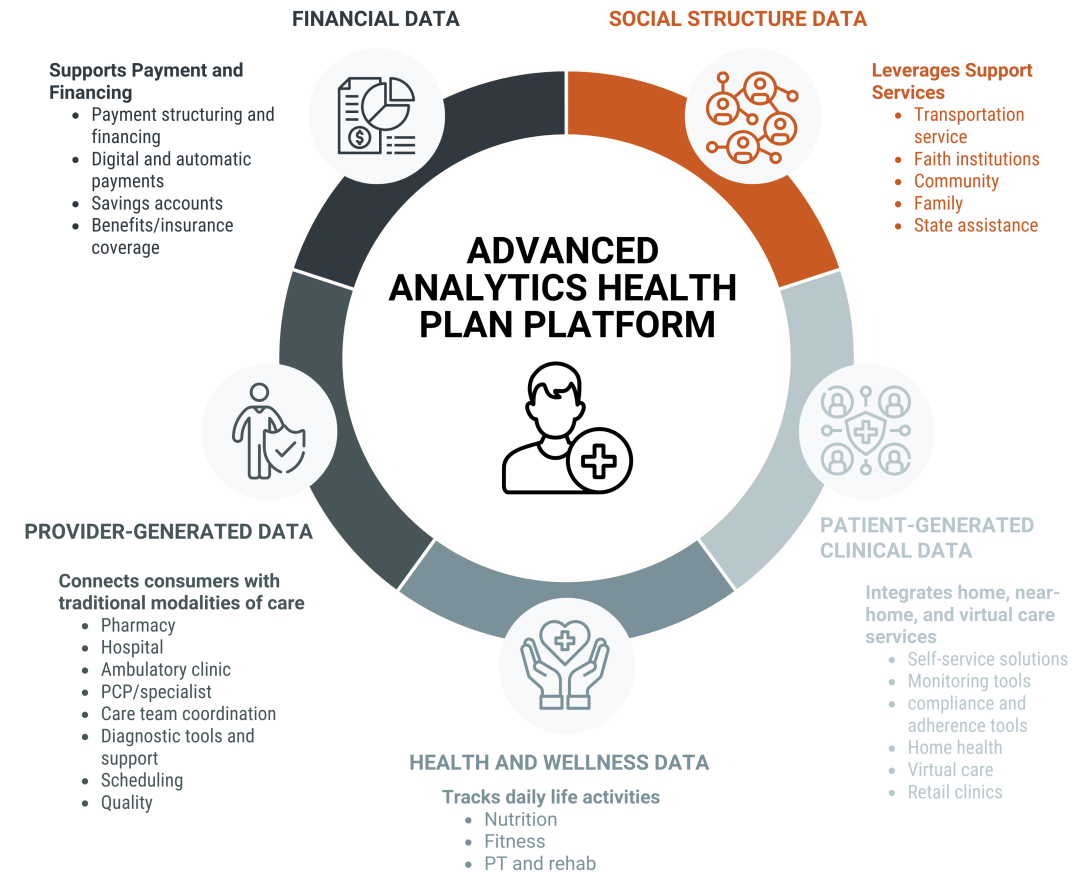 FINANCIAL DATA
Supports Payment and
Financing
• Payment structuring and
financing
• Digital and automatic
payments
• Savings accounts
• Benefits/insurance
coverage
SOCIAL STRUCTURE DATA
Leverages Support
Services
• Transportation
service
• Faith institutions
• Community
• Family
• State assistance
ADVANCED
ANALYTICS HEALTH
PLAN PLATFORM
$
PROVIDER-GENERATED DATA
Connects consumers with
traditional modalities of care
• Pharmacy
• Hospital
• Ambulatory clinic
• PCP/specialist
• Care team coordination
• Diagnostic tools and
support
• Scheduling
• Quality
PATIENT-GENERATED
CLINICAL DATA
Integrates home, near-
home, and virtual care
services
• Self-service solutions
• Monitoring tools
• compliance and
adherence tools
• Home health
• Virtual care
• Retail clinics
HEALTH AND WELLNESS DATA
Tracks daily life activities
• Nutrition
• Fitness
• PT and rehab